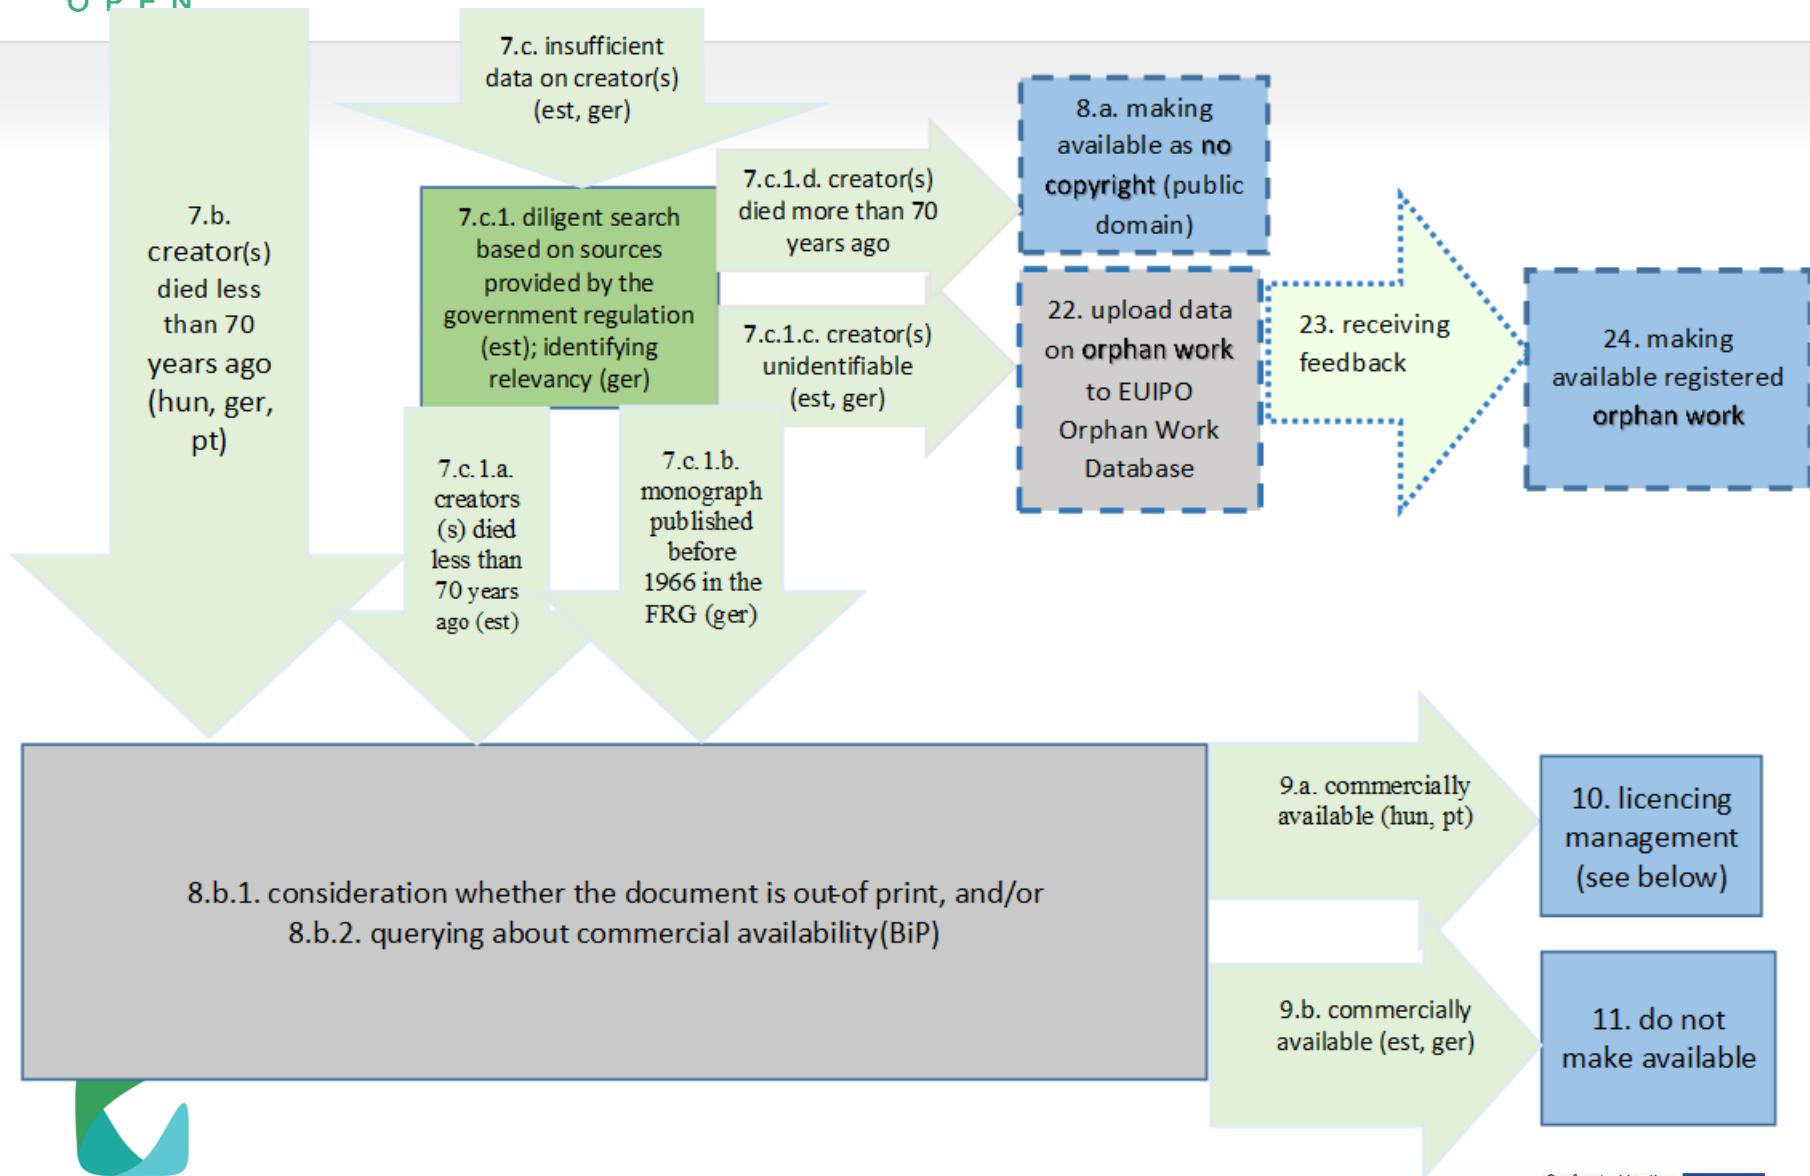 OPEN
7.c. insufficient
data on creator(s)
(est, ger)
7.b.
creator(s)
died less
than 70
years ago
(hun, ger,
pt)
7.c.1. diligent search
based on sources
provided by the
government regulation
(est); identifying
relevancy (ger)
7.c.1.d. creator(s)
died more than 70
years ago
8.a. making
available as no
copyright (public
domain)
7.c.1.c. creator(s)
unidentifiable
(est, ger)
22. upload data
on orphan work
to EUIPO
Orphan Work
Database
23. receiving
feedback
24. making
available registered
orphan work
7.c.1.a.
creators
(s) died
less than
70 years
ago (est)
7.c.1.b.
monograph
published
before
1966 in the
FRG (ger)
8.b.1. consideration whether the document is out-of print, and/or
8.b.2. querying about commercial availability(BiP)
9.a. commercially
available (hun, pt)
10. licencing
management
(see below)
9.b. commercially
available (est, ger)
11. do not
make available